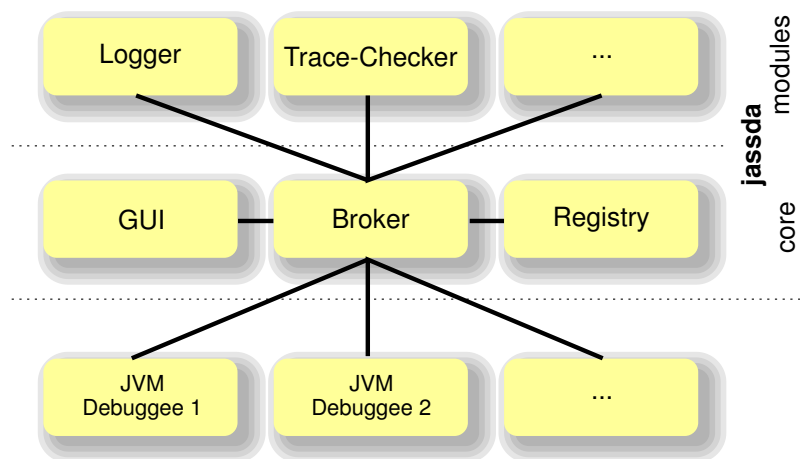 Logger
Trace-Checker
...
modules
jassda
GUI
Broker
Registry
core
JVM
Debuggee 1
JVM
Debuggee 2
...